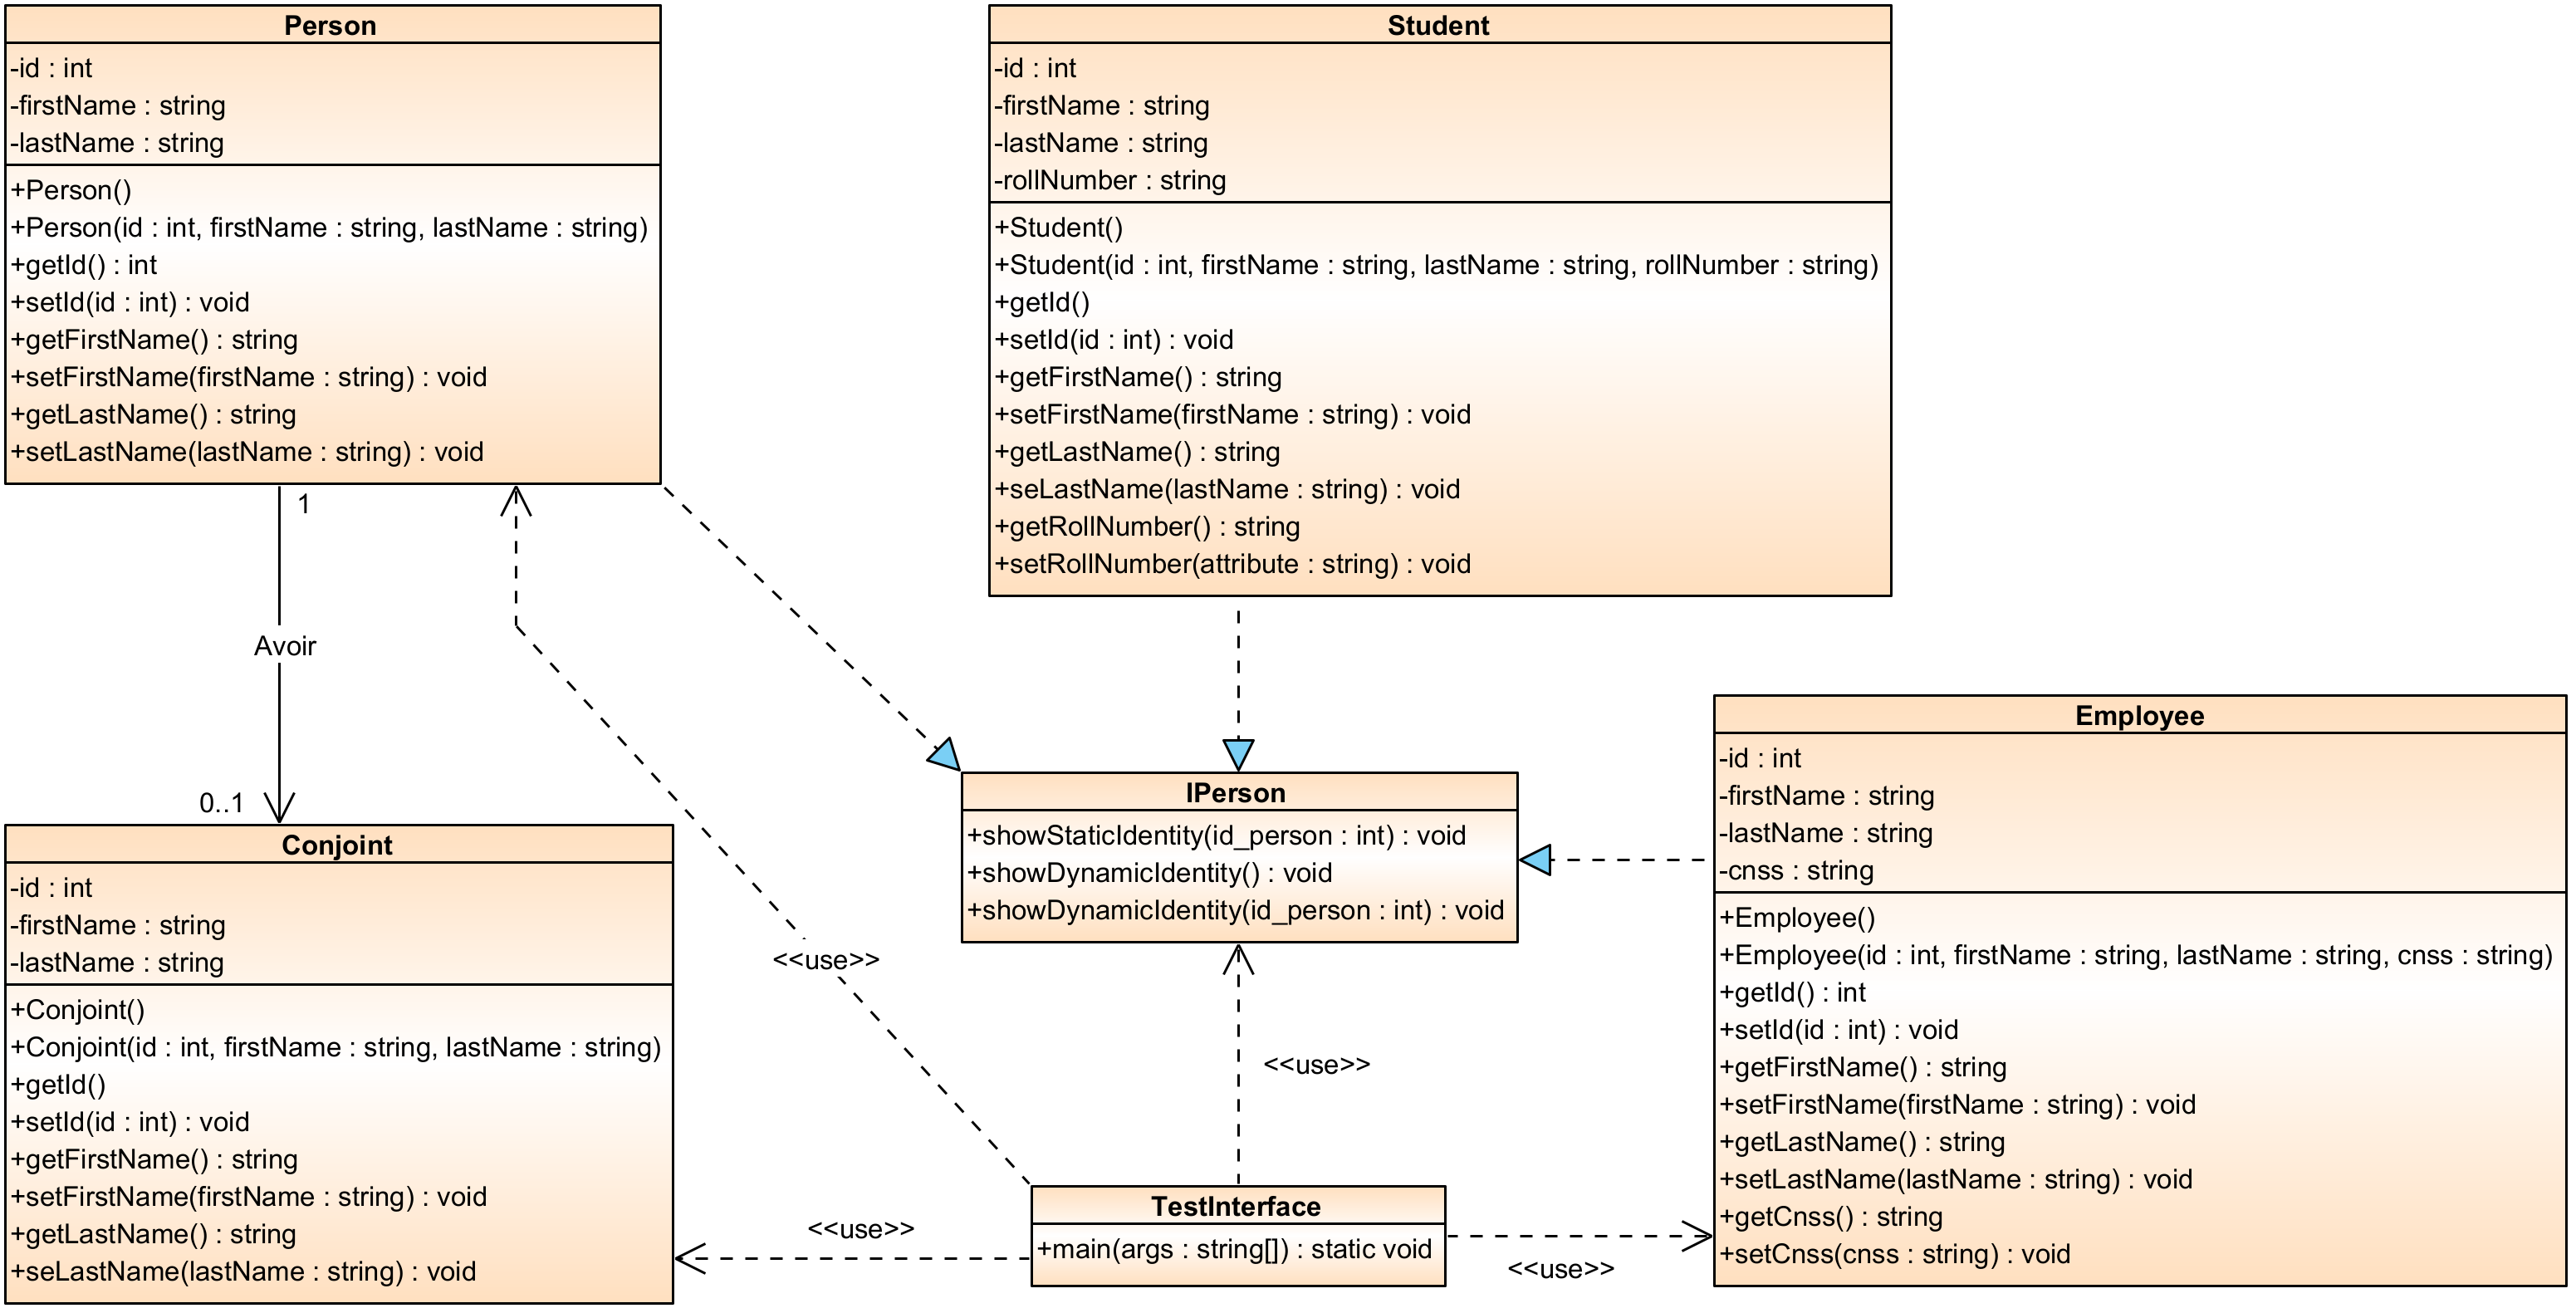 Person
-id : int
-firstName : string
-lastName : string
+Person()
+Person(id : int, firstName : string, lastName : string)
+getId() : int
+setId(id : int) : void
+getFirstName() : string
+setFirstName(firstName : string) : void
+getLastName() : string
+setLastName(lastName : string) : void
Student
-id : int
-firstName : string
-lastName : string
-rollNumber : string
+Student()
+Student(id : int, firstName : string, lastName : string, rollNumber : string)
+getId()
+setId(id : int) : void
+getFirstName() : string
+setFirstName(firstName : string) : void
+getLastName() : string
+seLastName(lastName : string) : void
+getRollNumber() : string
+setRollNumber(attribute : string) : void
1
Avoir
0..1
IPerson
+showStaticIdentity(id_person : int) : void
+showDynamicIdentity() : void
+showDynamicIdentity(id_person : int) : void
Employee
-id : int
-firstName : string
-lastName : string
-cnss : string
+Employee()
+Employee(id : int, firstName : string, lastName : string, cnss : string)
+getId() : int
+setId(id : int) : void
+getFirstName() : string
+setFirstName(firstName : string) : void
+getLastName() : string
+setLastName(lastName : string) : void
+getCnss() : string
+setCnss(cnss : string) : void
Conjoint
-id : int
-firstName : string
-lastName : string
+Conjoint()
+Conjoint(id : int, firstName : string, lastName : string)
+getId()
+setId(id : int) : void
+getFirstName() : string
+setFirstName(firstName : string) : void
+getLastName() : string
+seLastName(lastName : string) : void
<<use>>
<<use>>
<<use>>
<<use>>
TestInterface
+main(args : string[]) : static void